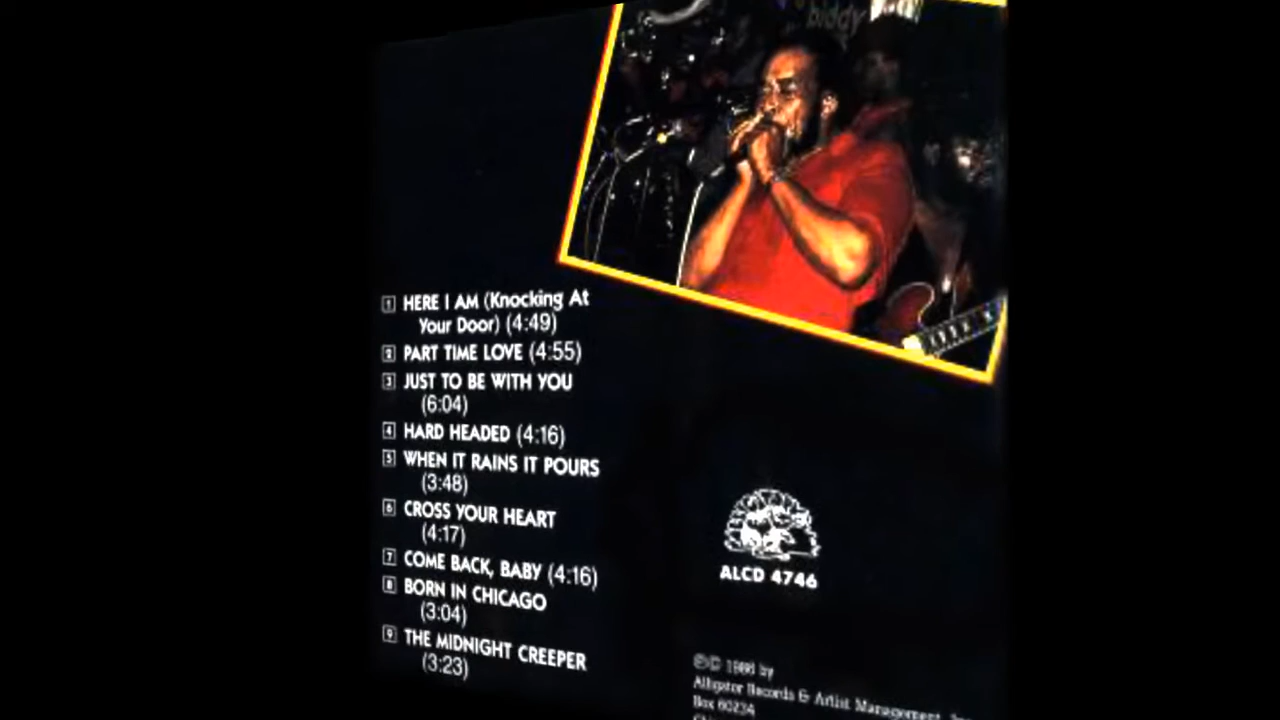 biddy
1 HERE I AM (Knocking At
Your Door) (4:49)
2 PART TIME LOVE (4:55)
3 JUST TO BE WITH YOU
(6:04)
4 HARD HEADED (4:16)
5 WHEN IT RAINS IT POURS
(3:48)
6 CROSS YOUR HEART
(4:17)
7 COME BACK, BABY (4:16)
8 BORN IN CHICAGO
(3:04)
9 THE MIDNIGHT CREEPER
(3:23)
ALCD 4746
℗© by
Alligator Records & Artist Management,
Box 60234